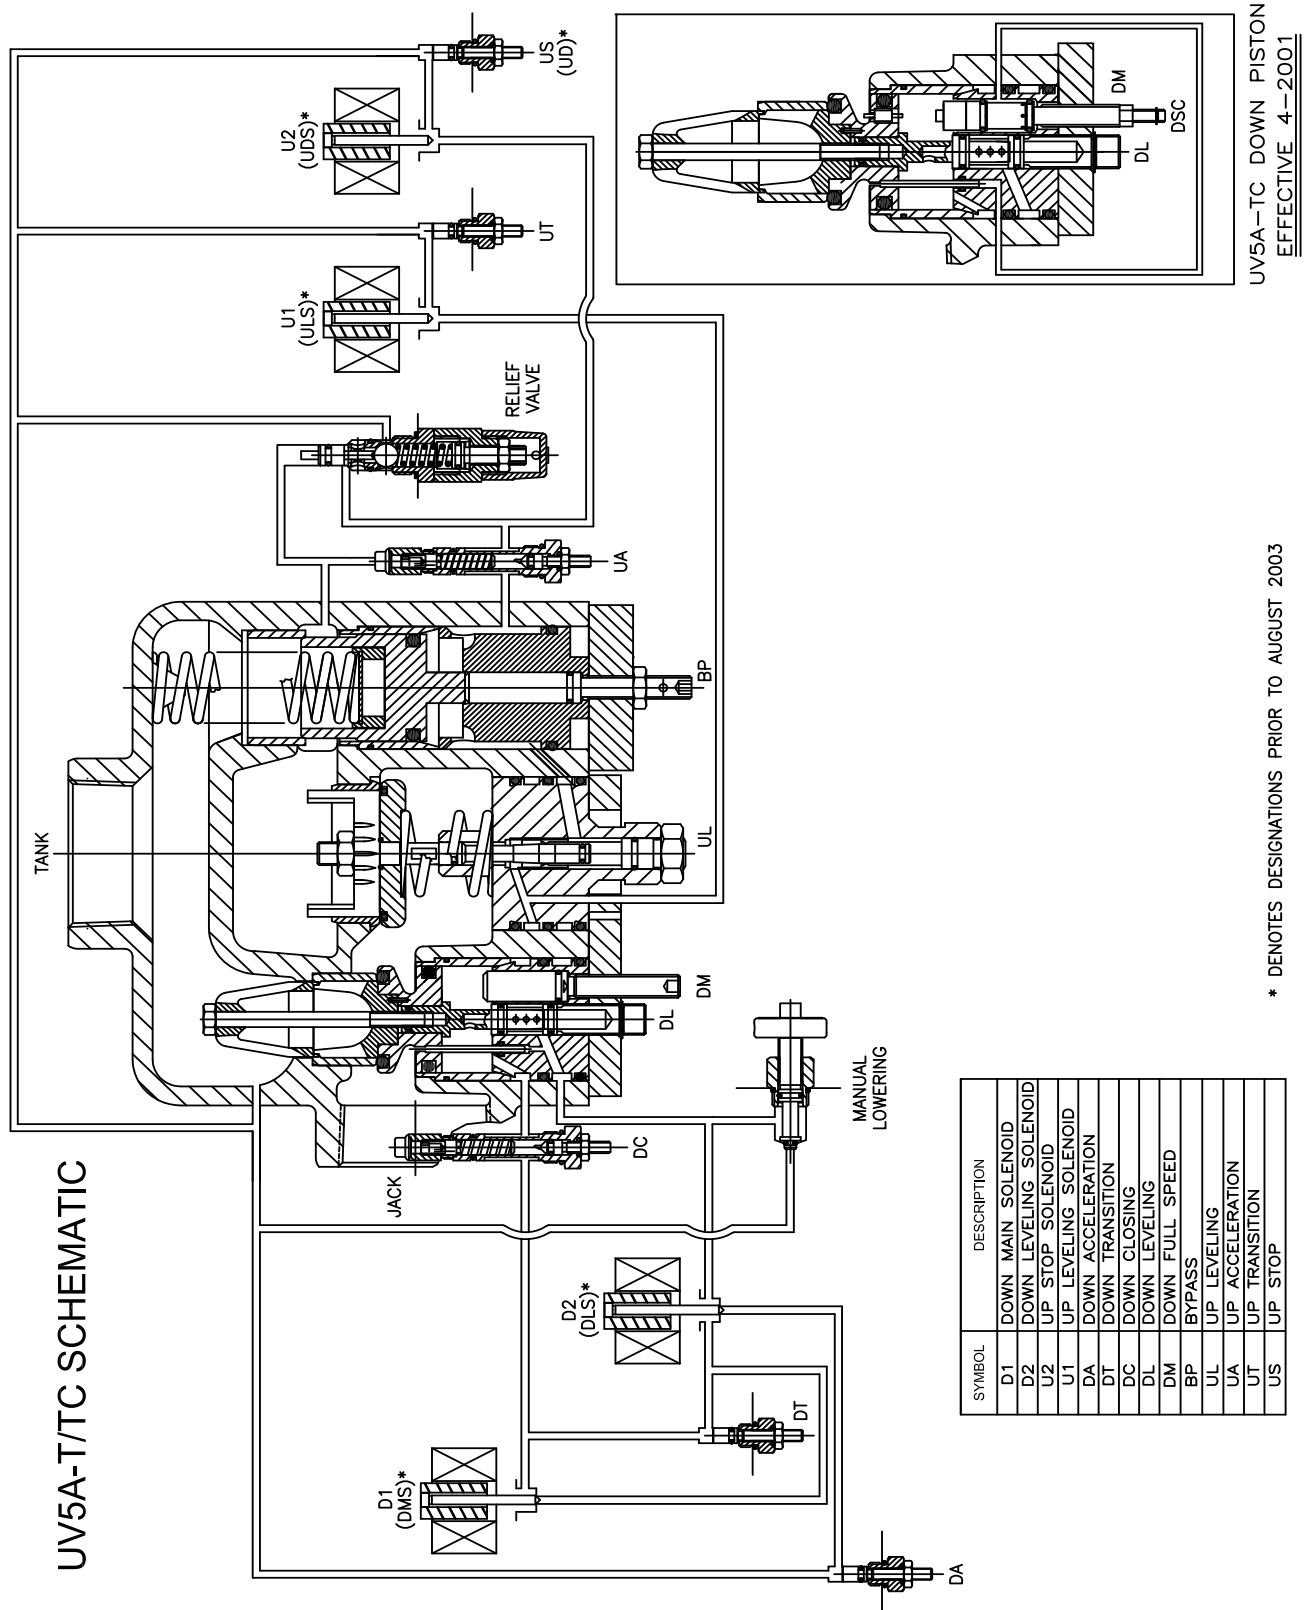 UV5A-T/TC SCHEMATIC
TANK
JACK
D1
(DMS)*
D2
(DLS)*
U1
(ULS)*
U2
(UDS)*
US
(UD)*
UT
RELIEF
VALVE
UA
BP
UL
DM
DL
DC
MANUAL
LOWERING
DT
DA
DM
DSC
DL
UV5A-TC DOWN PISTON
EFFECTIVE 4-2001
SYMBOL DESCRIPTION
D1 DOWN MAIN SOLENOID
D2 DOWN LEVELING SOLENOID
U2 UP STOP SOLENOID
U1 UP LEVELING SOLENOID
DA DOWN ACCELERATION
DT DOWN TRANSITION
DC DOWN CLOSING
DL DOWN LEVELING
DM DOWN FULL SPEED
BP BYPASS
UL UP LEVELING
UA UP ACCELERATION
UT UP TRANSITION
US UP STOP
* DENOTES DESIGNATIONS PRIOR TO AUGUST 2003